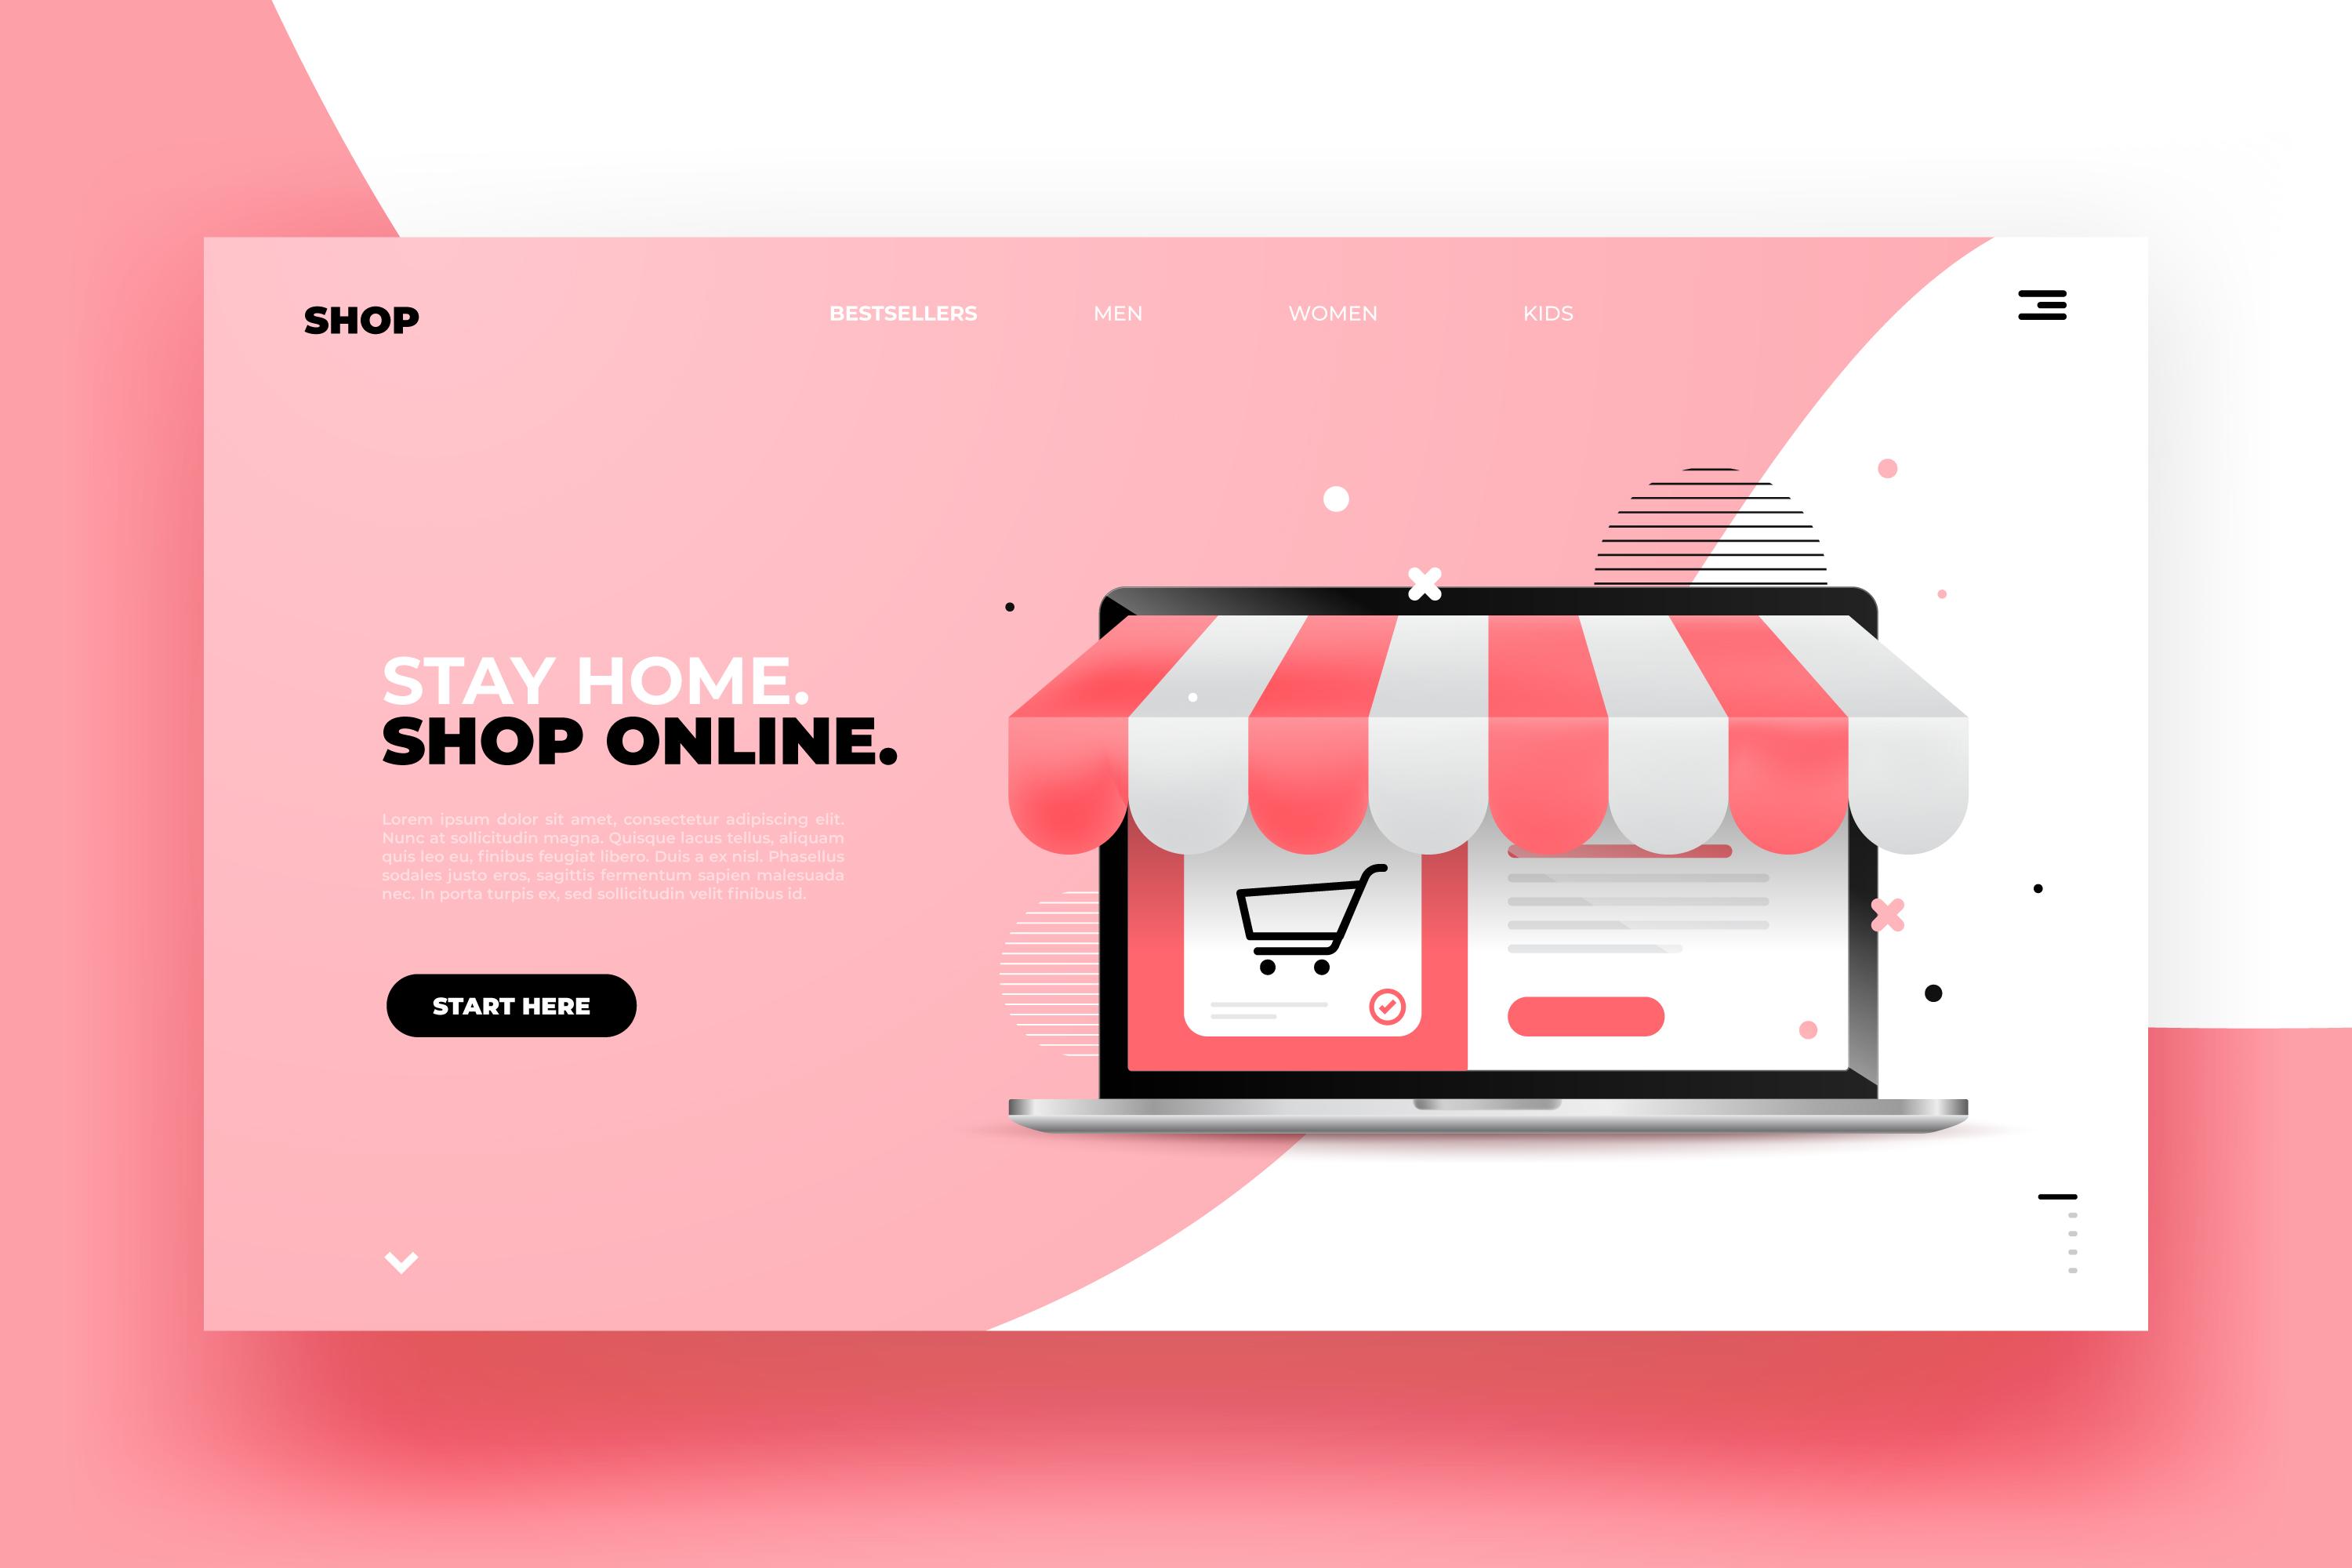 SHOP
BESTSELLERS MEN WOMEN KIDS
STAY HOME.
SHOP ONLINE.
Lorem ipsum dolor sit amet, consectetur adipiscing elit.
Nunc at sollicitudin magna. Quisque lacus tellus, aliquam
quis leo eu, finibus feugiat libero. Duis a ex nisl. Phasellus
sodales justo eros, sagittis fermentum sapien malesuada
nec. In porta turpis ex, sed sollicitudin velit finibus id.
START HERE